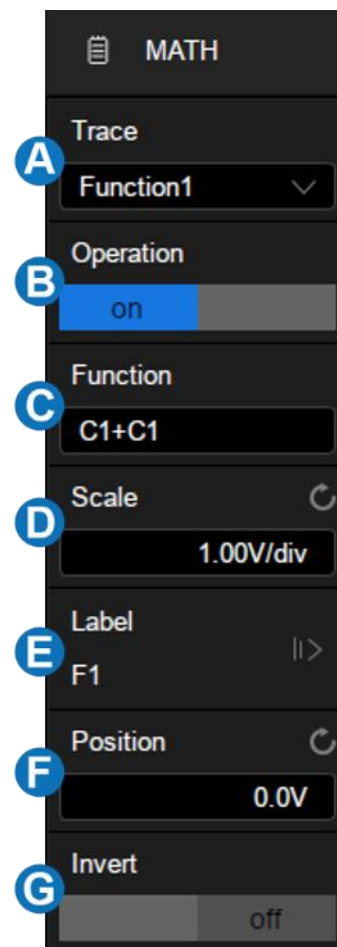 MATH
A
Trace
Function1
B
Operation
on
C
Function
C1+C1
D
Scale
1.00V/div
E
Label
F1
F
Position
0.0V
G
Invert
off